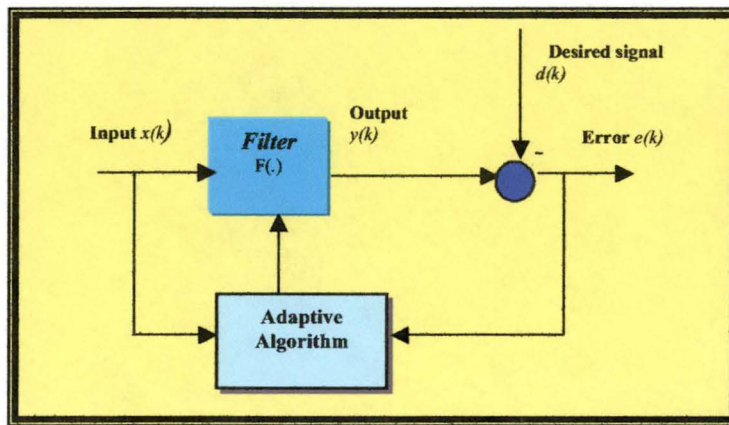 Desired signal
d(k)
Input x(k)
Filter
F(.)
Output
y(k)
-
Error e(k)
Adaptive
Algorithm